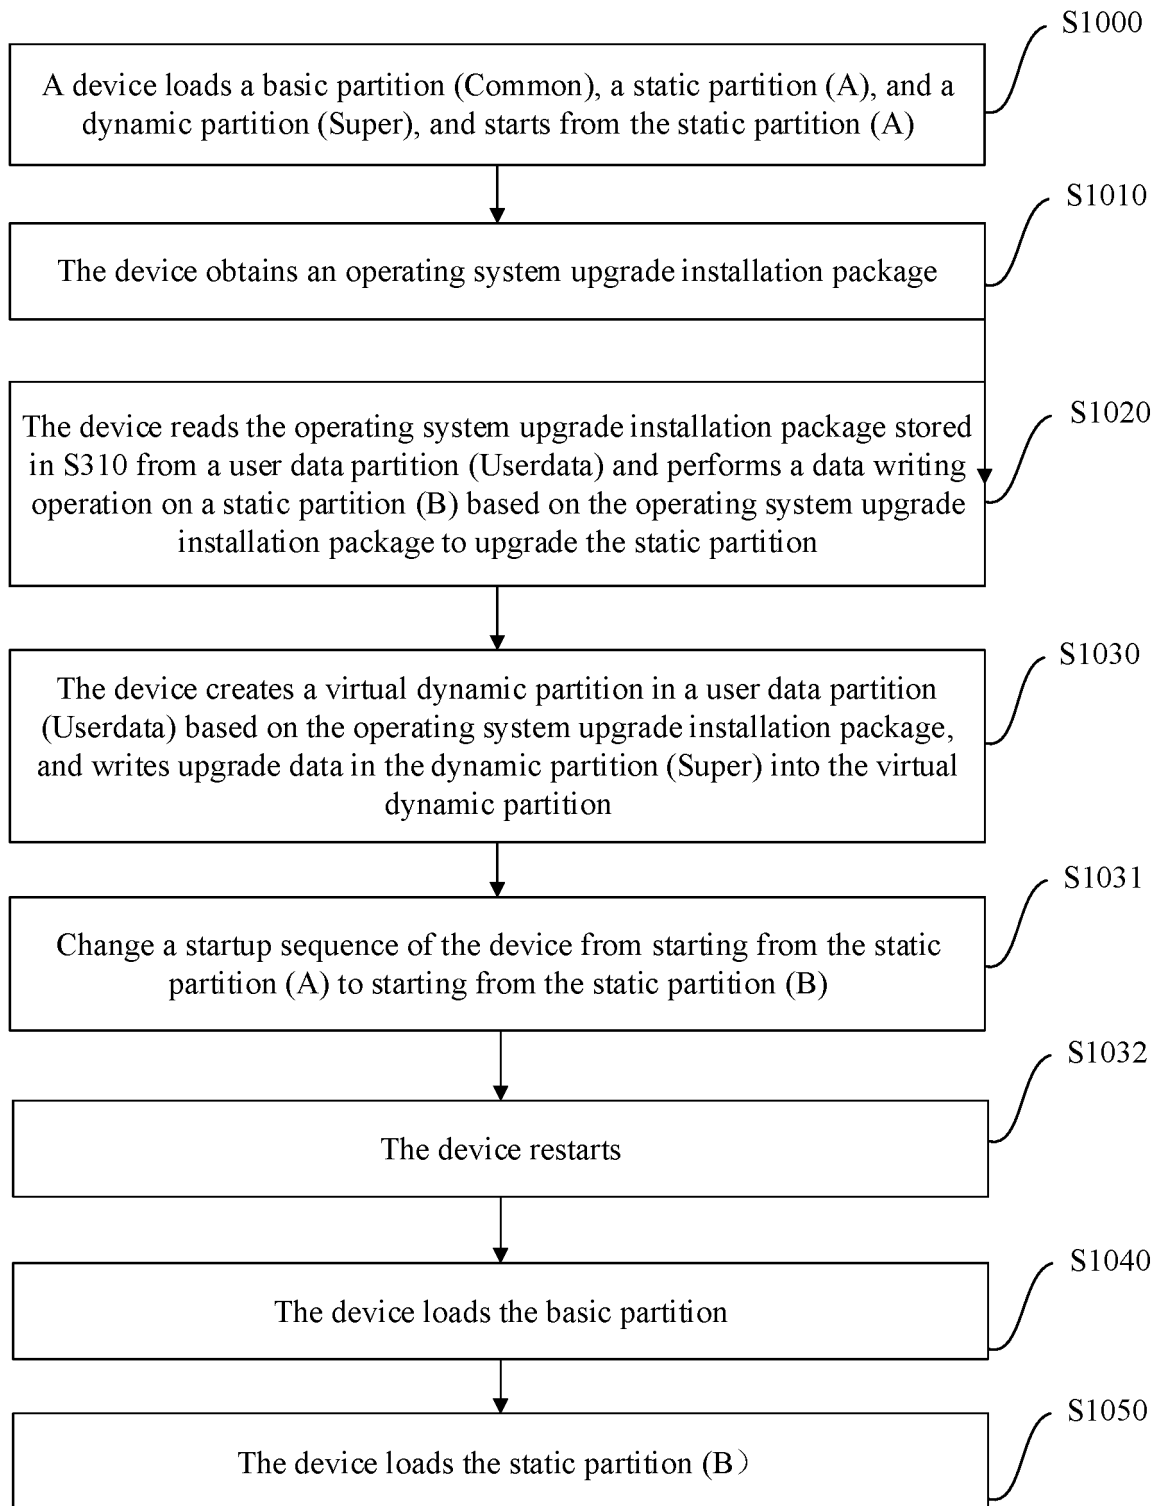 S1000
A device loads a basic partition (Common), a static partition (A), and a
dynamic partition (Super), and starts from the static partition (A)
S1010
The device obtains an operating system upgrade installation package
S1020
The device reads the operating system upgrade installation package stored
in S310 from a user data partition (Userdata) and performs a data writing
operation on a static partition (B) based on the operating system upgrade
installation package to upgrade the static partition
S1030
The device creates a virtual dynamic partition in a user data partition
(Userdata) based on the operating system upgrade installation package,
and writes upgrade data in the dynamic partition (Super) into the virtual
dynamic partition
S1031
Change a startup sequence of the device from starting from the static
partition (A) to starting from the static partition (B)
S1032
The device restarts
S1040
The device loads the basic partition
S1050
The device loads the static partition (B）